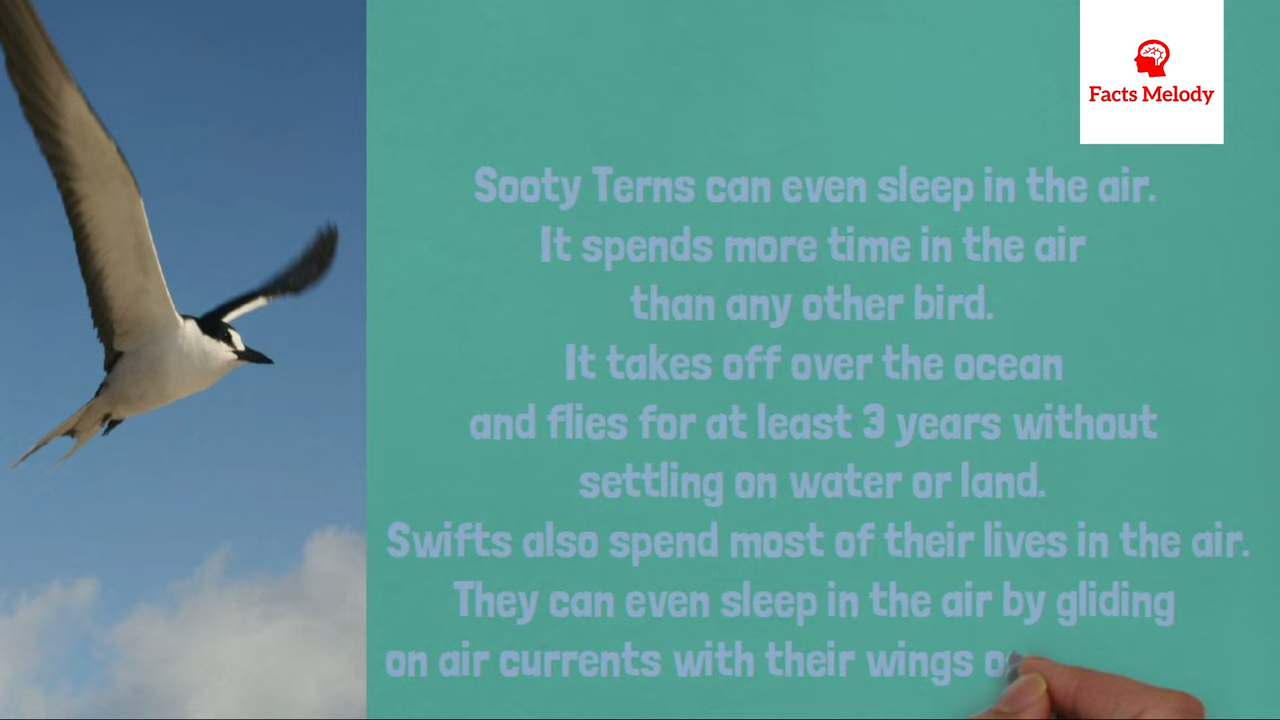 Facts Melody
Sooty Terns can even sleep in the air.
It spends more time in the air
than any other bird.
It takes off over the ocean
and flies for at least 3 years without
settling on water or land.
Swifts also spend most of their lives in the air.
They can even sleep in the air by gliding
on air currents with their wings